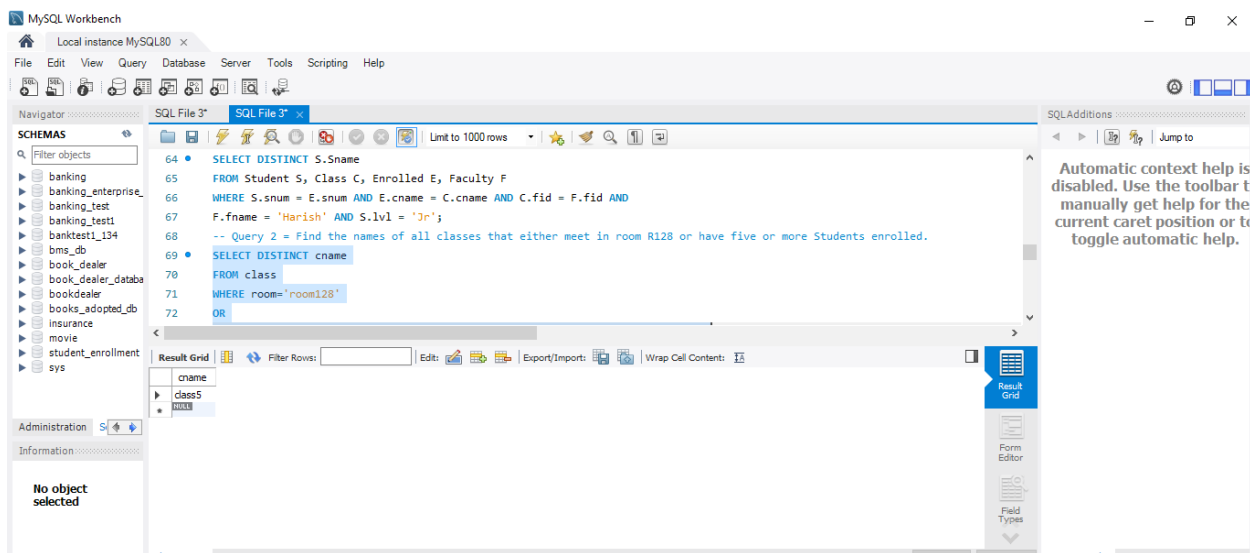 MySQL Workbench
Local instance MySQL80
File Edit View Query Database Server Tools Scripting Help
Navigator
SQL File 3*
SQL File 3*
SQLAdditions
SCHEMAS
Limit to 1000 rows
Jump to
Filter objects
banking
banking_enterprise_
banking_test
banking_test1
banktest1_134
bms_db
book_dealer
book_dealer_databa
bookdealer
books_adopted_db
insurance
movie
student_enrollment
sys
64 SELECT DISTINCT S.Sname
65 FROM Student S, Class C, Enrolled E, Faculty F
66 WHERE S.snum = E.snum AND E.cname = C.cname AND C.fid = F.fid AND
67 F.fname = 'Harish' AND S.lvl = 'Jr';
68 -- Query 2 = Find the names of all classes that either meet in room R128 or have five or more Students enrolled.
69 SELECT DISTINCT cname
70 FROM class
71 WHERE room='room128'
72 OR
Automatic context help is
disabled. Use the toolbar t
manually get help for the
current caret position or to
toggle automatic help.
Result Grid Filter Rows: Edit: Export/Import: Wrap Cell Content:
cname
class5
NULL
Result
Grid
Form
Editor
Field
Types
Administration S
Information
No object
selected